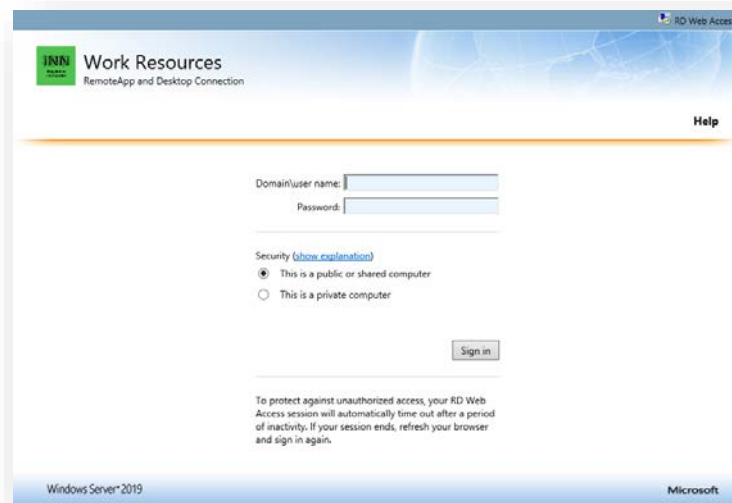 RD Web Acces
iNN
Work Resources
RemoteApp and Desktop Connection
Help
Domain\user name:
Password:
Security (show explanation)
This is a public or shared computer
This is a private computer
Sign in
To protect against unauthorized access, your RD Web
Access session will automatically time out after a period
of inactivity. If your session ends, refresh your browser
and sign in again.
Windows Server 2019
Microsoft